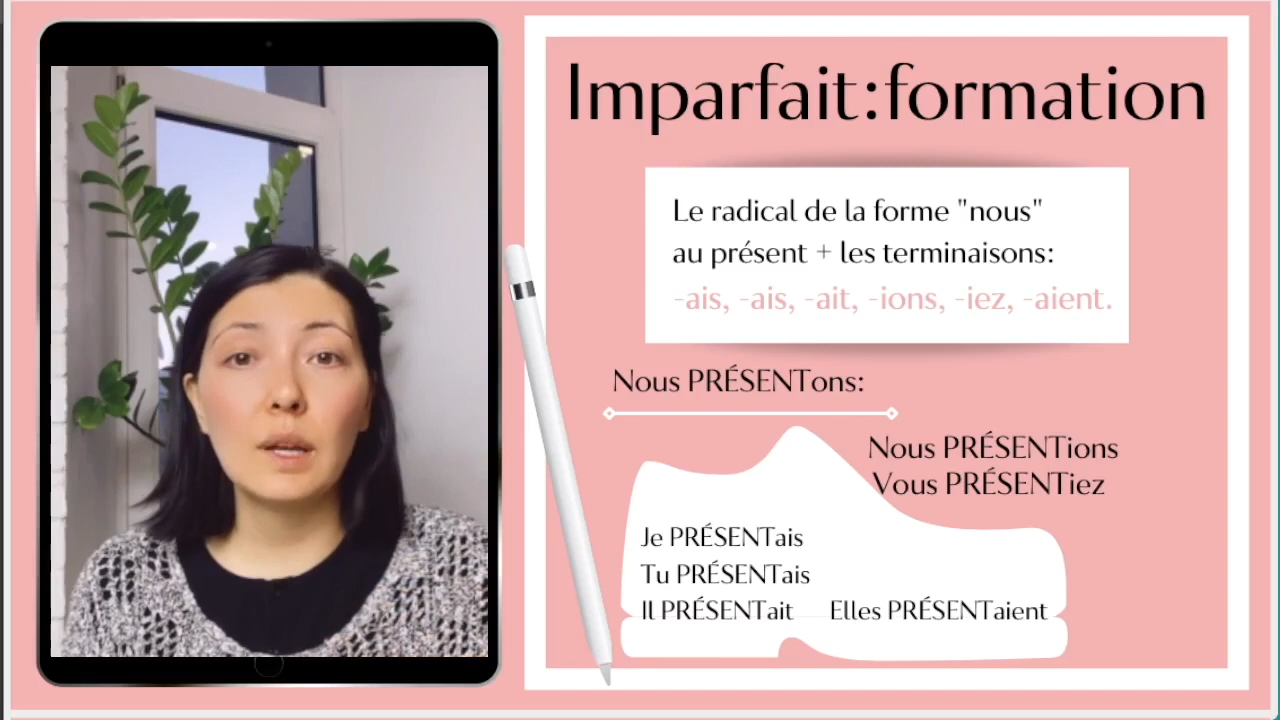 Imparfait:formation
Le radical de la forme "nous"
au présent + les terminaisons:
-ais, -ais, -ait, -ions, -iez, -aient.
Nous PRÉSENTons:
Nous PRÉSENTions
Vous PRÉSENTiez
Je PRÉSENTais
Tu PRÉSENTais
Il PRÉSENTait Elles PRÉSENTaient